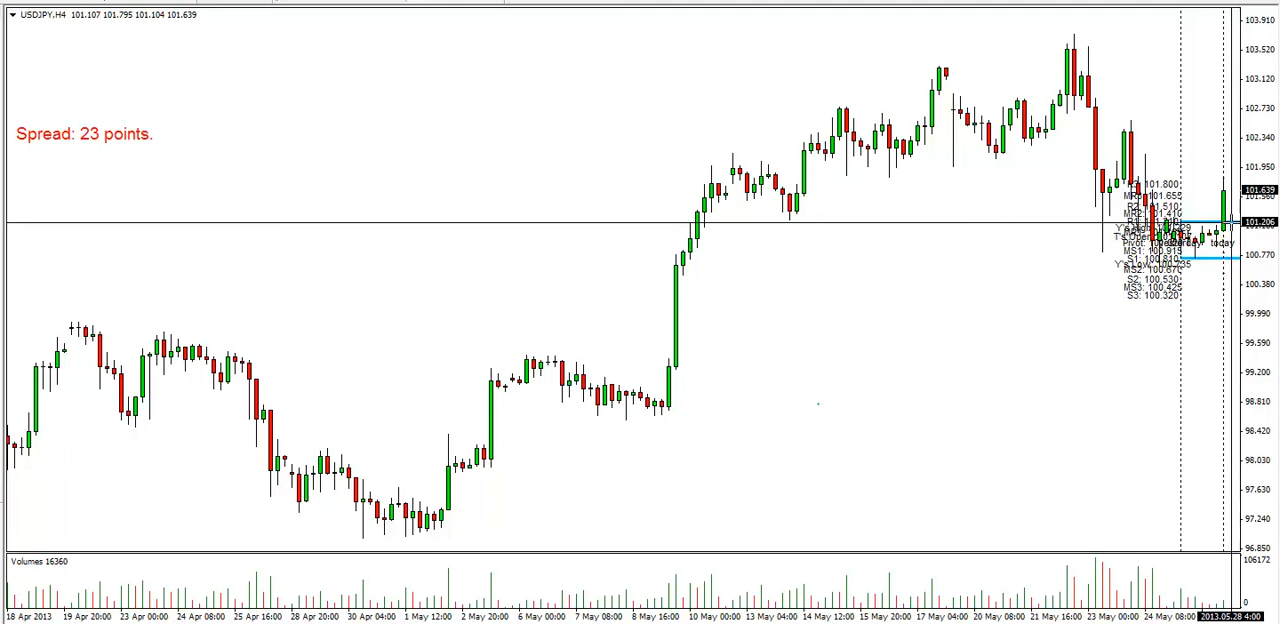 USDJPY,H4 101.107 101.795 101.104 101.639
Spread: 23 points.
103.910
103.520
103.120
102.730
102.340
101.950
101.639
101.206
100.770
100.380
99.990
99.590
99.200
98.810
98.420
98.030
97.630
97.240
96.850
R3: 101.800
MR3: 101.655
R2: 101.510
MR2: 101.410
today
MS1: 100.915
S1: 100.810
Y's Low: 100.735
MS2: 100.670
S2: 100.530
MS3: 100.425
S3: 100.320
Volumes 16360
106172
0
18 Apr 2013 19 Apr 20:00 23 Apr 00:00 24 Apr 08:00 25 Apr 16:00 28 Apr 20:00 30 Apr 04:00 1 May 12:00 2 May 20:00 6 May 00:00 7 May 08:00 8 May 16:00 10 May 00:00 13 May 04:00 14 May 12:00 15 May 20:00 17 May 00:00 20 May 08:00 21 May 16:00 23 May 00:00 24 May 08:00 2013.05.28 4:00